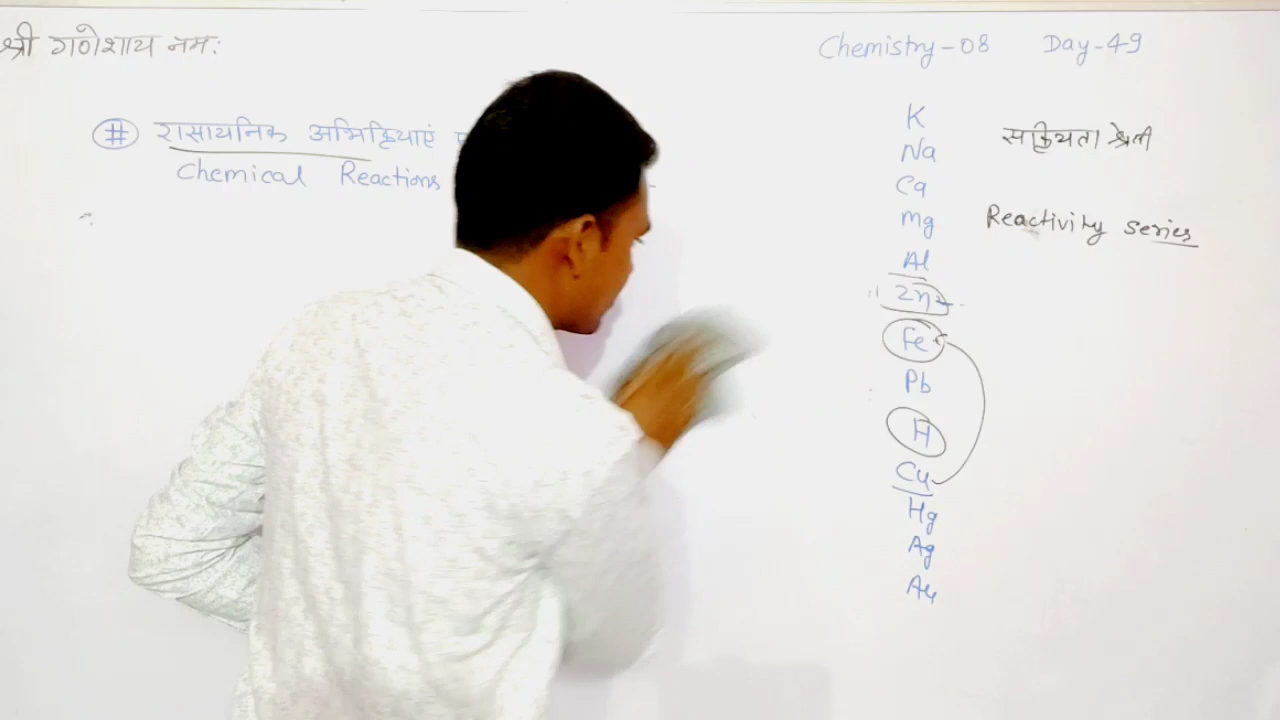 श्री गणेशाय नमः
Chemistry-08 Day-49
# रासायनिक अभिक्रियाएं
Chemical Reactions
K
Na
Ca
Mg
Al
Zn
Fe
Pb
H
Cu
Hg
Ag
Au
सक्रियता श्रेणी
Reactivity series